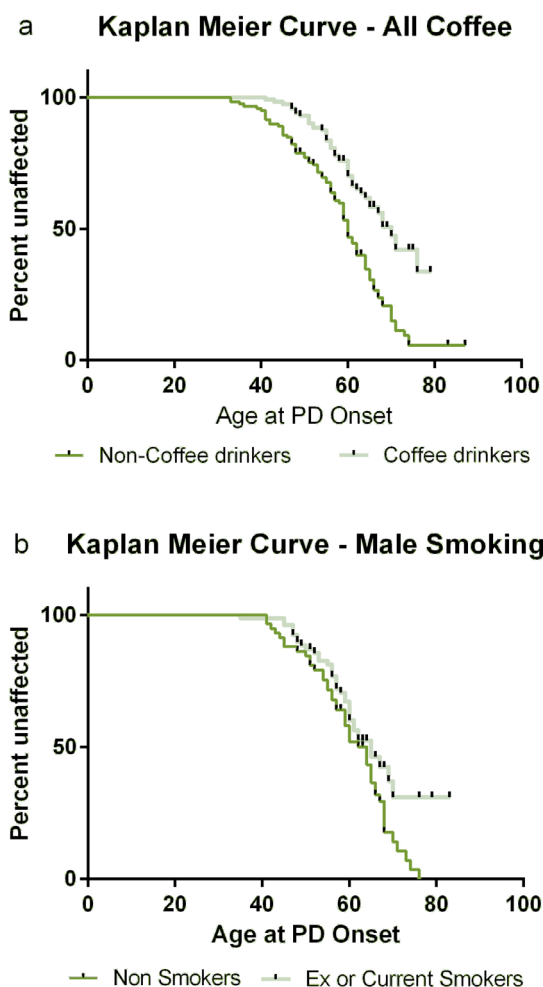 a Kaplan Meier Curve - All Coffee
Percent unaffected
100
50
0
0 20 40 60 80 100
Age at PD Onset
Non-Coffee drinkers Coffee drinkers
b Kaplan Meier Curve - Male Smoking
Percent unaffected
100
50
0
0 20 40 60 80 100
Age at PD Onset
Non Smokers Ex or Current Smokers